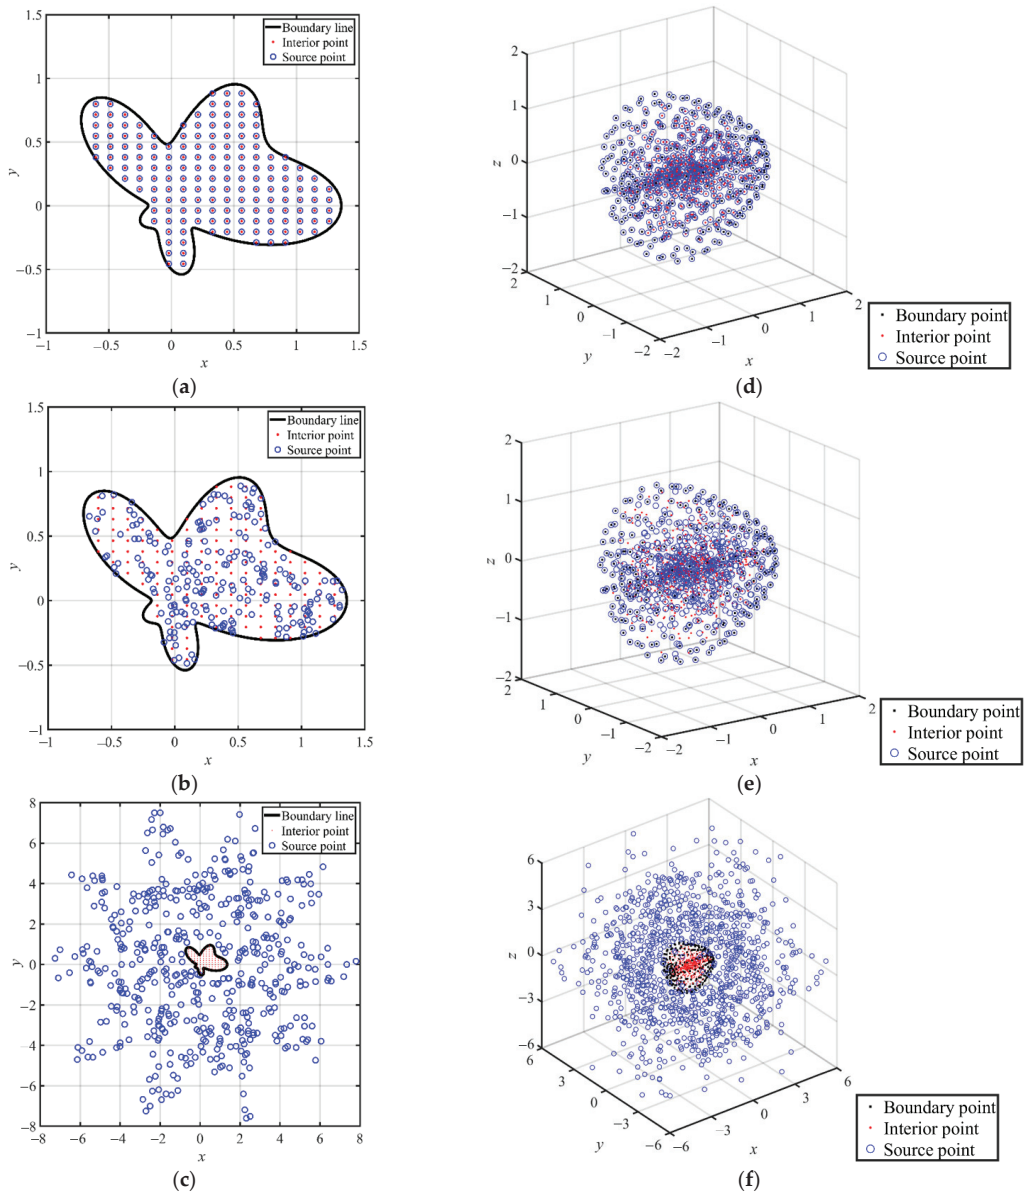 1.5
1
0.5
0
−0.5
−1
y
−1
−0.5
0
0.5
1
1.5
x
Boundary line
Interior point
Source point
(a)
2
1
0
−1
−2
z
2
1
0
−1
−2
y
−2
−1
0
1
2
x
Boundary point
Interior point
Source point
(d)
1.5
1
0.5
0
−0.5
−1
y
−1
−0.5
0
0.5
1
1.5
x
Boundary line
Interior point
Source point
(b)
2
1
0
−1
−2
z
2
1
0
−1
−2
y
−2
−1
0
1
2
x
Boundary point
Interior point
Source point
(e)
8
6
4
2
0
−2
−4
−6
−8
y
−8
−6
−4
−2
0
2
4
6
8
x
Boundary line
Interior point
Source point
(c)
6
3
0
−3
−6
z
6
3
0
−3
−6
y
−6
−3
0
3
6
x
Boundary point
Interior point
Source point
(f)